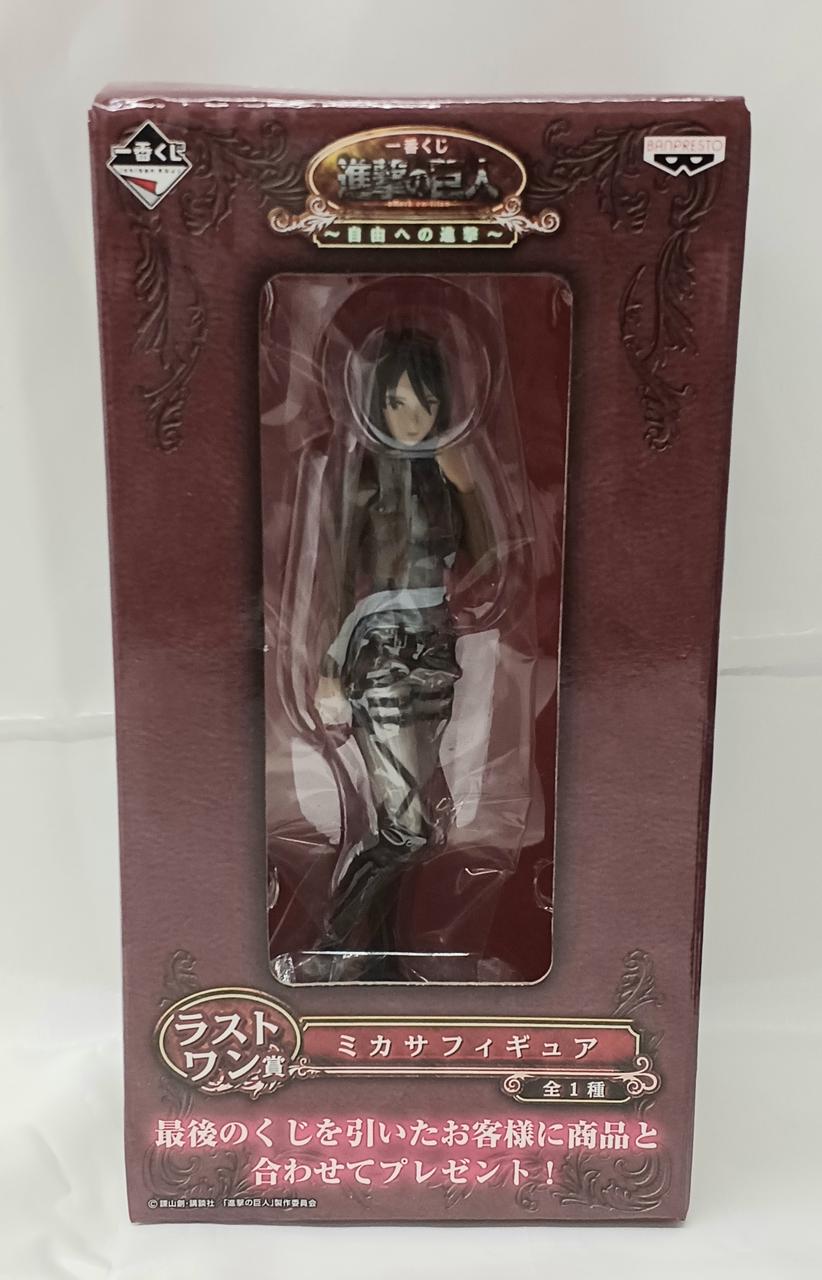 一番くじ
BANPRESTO
一番くじ
進撃の巨人
attack on titan
～自由への進撃～
ラスト
ワン賞
ミカサフィギュア
全1種
最後のくじを引いたお客様に商品と
合わせてプレゼント！
©諫山創・講談社 「進撃の巨人」製作委員会